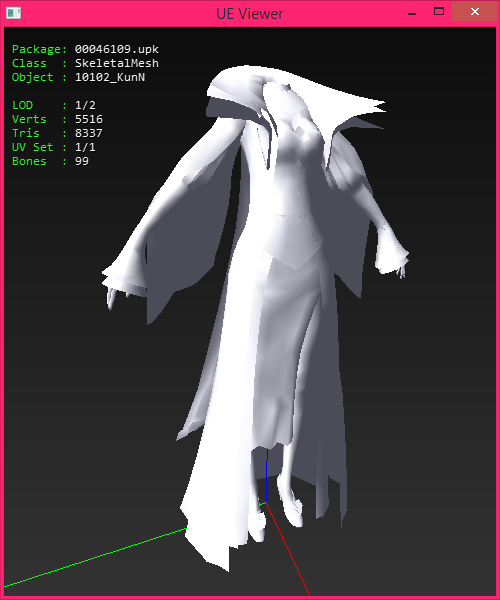 UE Viewer
Package: 00046109.upk
Class  : SkeletalMesh
Object : 10102_KunN
LOD    : 1/2
Verts  : 5516
Tris   : 8337
UV Set : 1/1
Bones  : 99